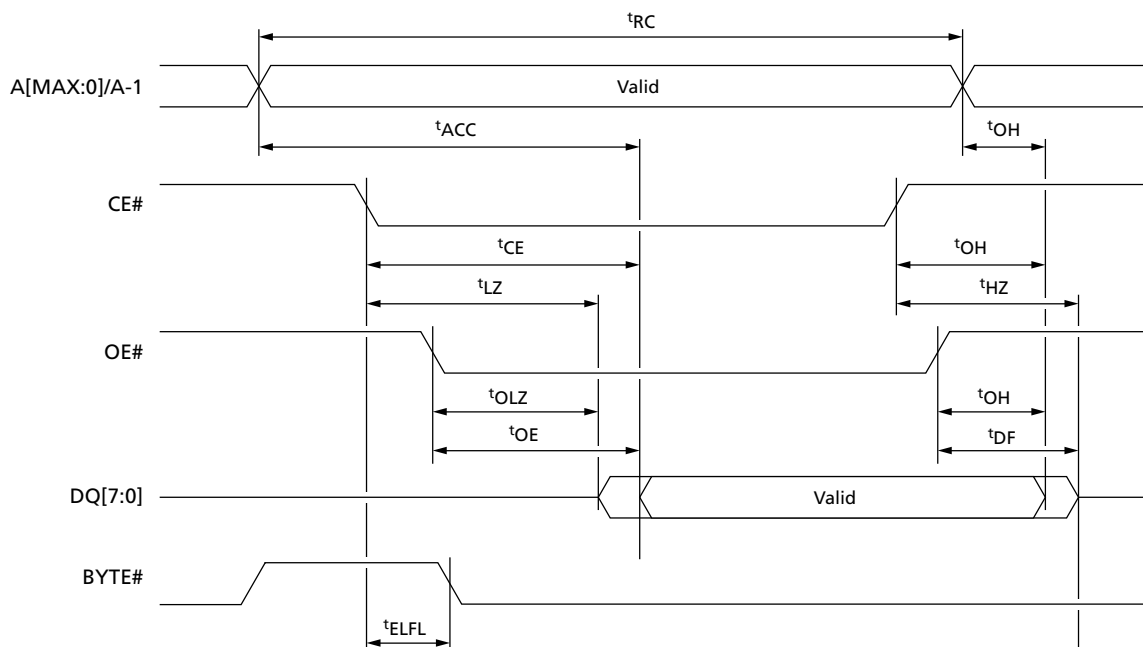 tRC
A[MAX:0]/A-1 Valid
tACC tOH
CE#
tCE tOH
tLZ tHZ
OE#
tOLZ tOH
tOE tDF
DQ[7:0] Valid
BYTE#
tELFL